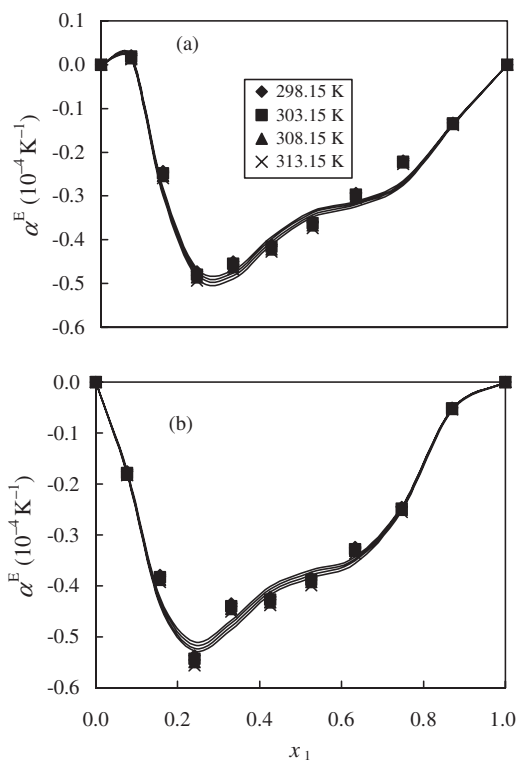 0.1
0.0
-0.1
-0.2
-0.3
-0.4
-0.5
-0.6
α^E (10^–4 K^–1)
(a)
298.15 K
303.15 K
308.15 K
313.15 K
0.0
-0.1
-0.2
-0.3
-0.4
-0.5
-0.6
α^E (10^–4 K^–1)
(b)
0.0 0.2 0.4 0.6 0.8 1.0
x_1